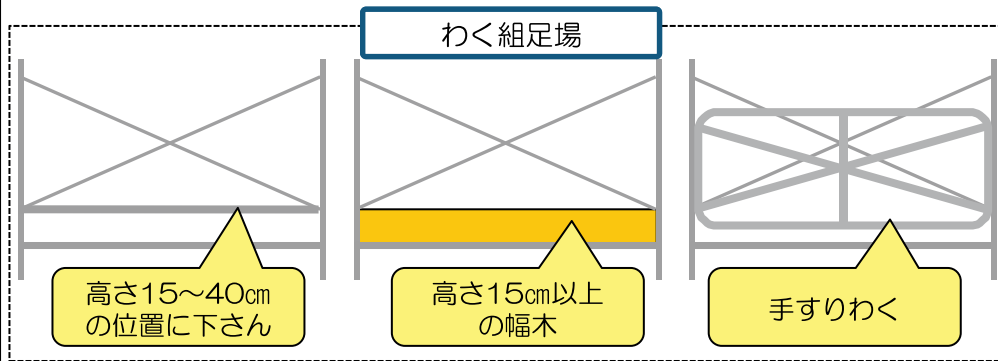 わく組足場
高さ15～40㎝
の位置に下さん
高さ15㎝以上
の幅木
手すりわく